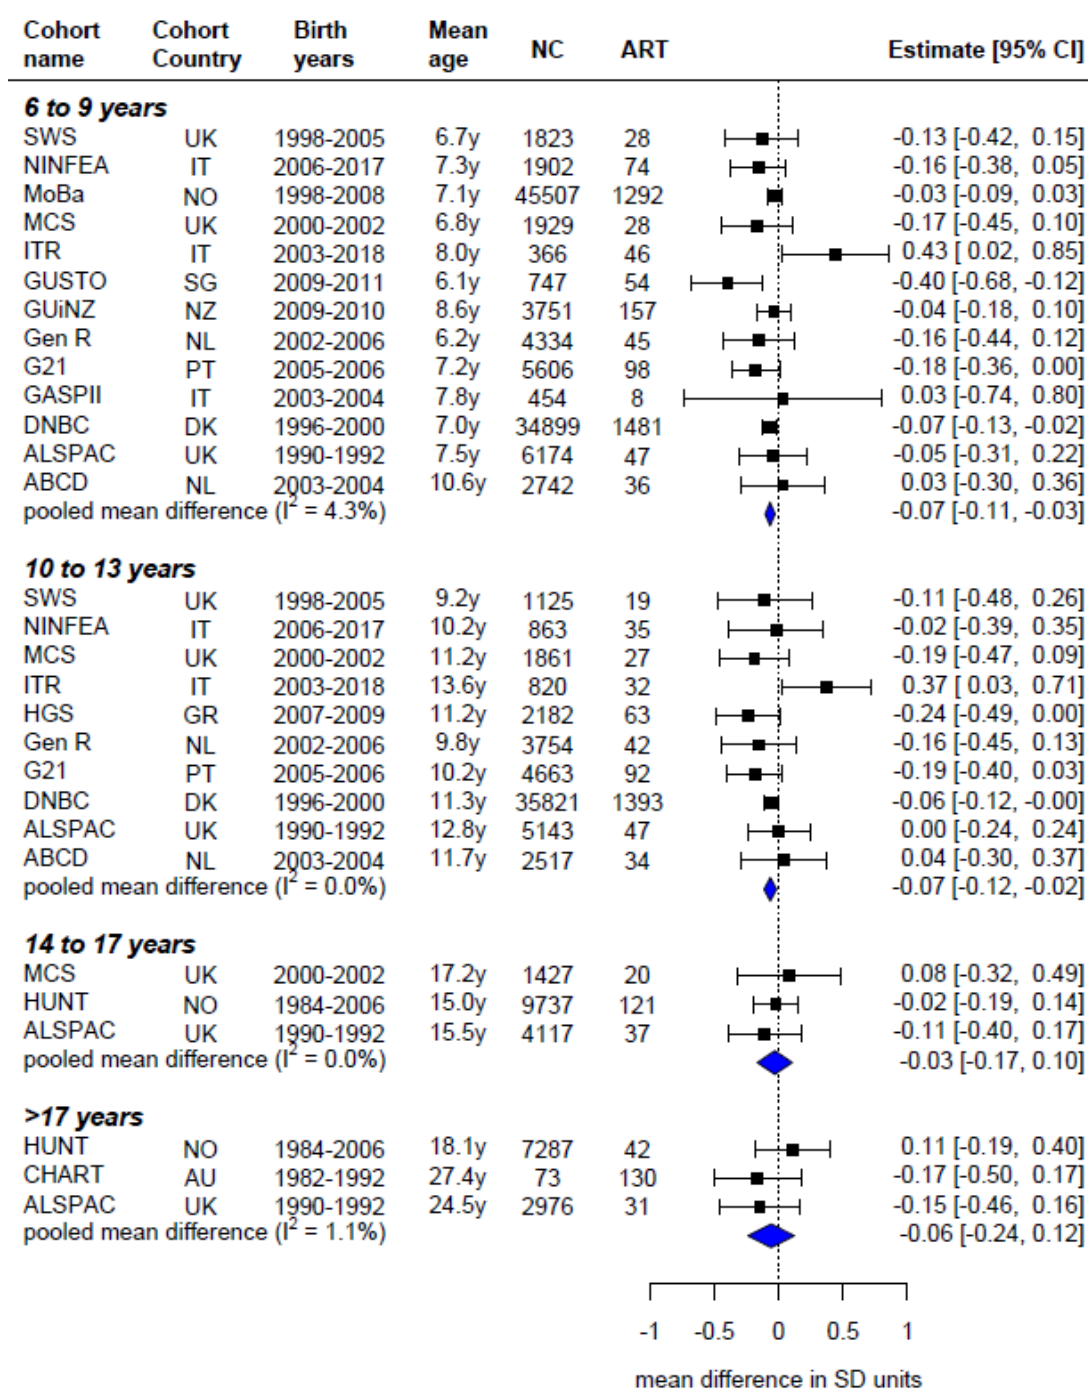 Cohort name Cohort Country Birth years Mean age NC ART Estimate [95% CI]
6 to 9 years
SWS UK 1998-2005 6.7y 1823 28 -0.13 [-0.42, 0.15]
NINFEA IT 2006-2017 7.3y 1902 74 -0.16 [-0.38, 0.05]
MoBa NO 1998-2008 7.1y 45507 1292 -0.03 [-0.09, 0.03]
MCS UK 2000-2002 6.8y 1929 28 -0.17 [-0.45, 0.10]
ITR IT 2003-2018 8.0y 366 46 0.43 [ 0.02, 0.85]
GUSTO SG 2009-2011 6.1y 747 54 -0.40 [-0.68, -0.12]
GUiNZ NZ 2009-2010 8.6y 3751 157 -0.04 [-0.18, 0.10]
Gen R NL 2002-2006 6.2y 4334 45 -0.16 [-0.44, 0.12]
G21 PT 2005-2006 7.2y 5606 98 -0.18 [-0.36, 0.00]
GASPII IT 2003-2004 7.8y 454 8 0.03 [-0.74, 0.80]
DNBC DK 1996-2000 7.0y 34899 1481 -0.07 [-0.13, -0.02]
ALSPAC UK 1990-1992 7.5y 6174 47 -0.05 [-0.31, 0.22]
ABCD NL 2003-2004 10.6y 2742 36 0.03 [-0.30, 0.36]
pooled mean difference (I² = 4.3%) -0.07 [-0.11, -0.03]
10 to 13 years
SWS UK 1998-2005 9.2y 1125 19 -0.11 [-0.48, 0.26]
NINFEA IT 2006-2017 10.2y 863 35 -0.02 [-0.39, 0.35]
MCS UK 2000-2002 11.2y 1861 27 -0.19 [-0.47, 0.09]
ITR IT 2003-2018 13.6y 820 32 0.37 [ 0.03, 0.71]
HGS GR 2007-2009 11.2y 2182 63 -0.24 [-0.49, 0.00]
Gen R NL 2002-2006 9.8y 3754 42 -0.16 [-0.45, 0.13]
G21 PT 2005-2006 10.2y 4663 92 -0.19 [-0.40, 0.03]
DNBC DK 1996-2000 11.3y 35821 1393 -0.06 [-0.12, -0.00]
ALSPAC UK 1990-1992 12.8y 5143 47 0.00 [-0.24, 0.24]
ABCD NL 2003-2004 11.7y 2517 34 0.04 [-0.30, 0.37]
pooled mean difference (I² = 0.0%) -0.07 [-0.12, -0.02]
14 to 17 years
MCS UK 2000-2002 17.2y 1427 20 0.08 [-0.32, 0.49]
HUNT NO 1984-2006 15.0y 9737 121 -0.02 [-0.19, 0.14]
ALSPAC UK 1990-1992 15.5y 4117 37 -0.11 [-0.40, 0.17]
pooled mean difference (I² = 0.0%) -0.03 [-0.17, 0.10]
>17 years
HUNT NO 1984-2006 18.1y 7287 42 0.11 [-0.19, 0.40]
CHART AU 1982-1992 27.4y 73 130 -0.17 [-0.50, 0.17]
ALSPAC UK 1990-1992 24.5y 2976 31 -0.15 [-0.46, 0.16]
pooled mean difference (I² = 1.1%) -0.06 [-0.24, 0.12]
-1 -0.5 0 0.5 1
mean difference in SD units